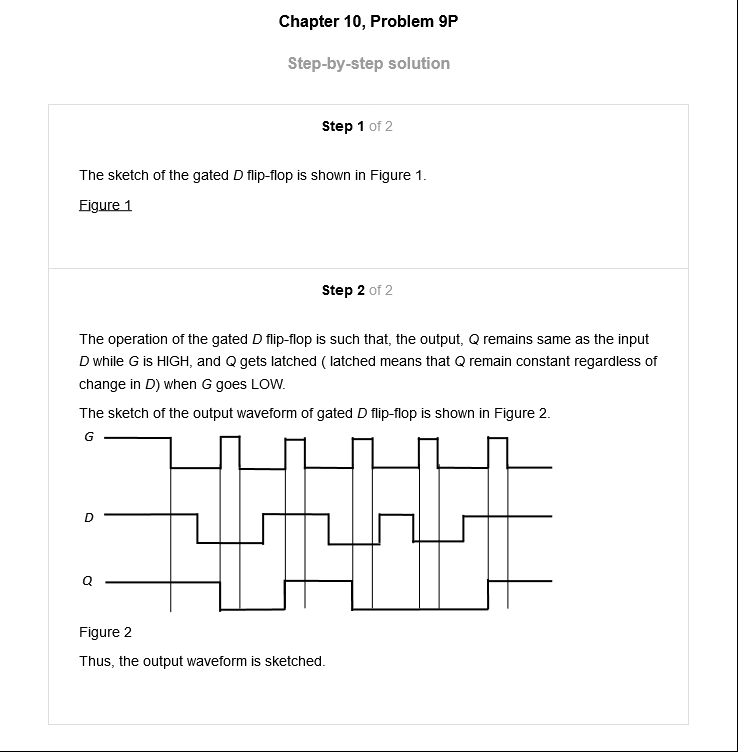 Chapter 10, Problem 9P
Step-by-step solution
Step 1 of 2
The sketch of the gated D flip-flop is shown in Figure 1.
Figure 1
Step 2 of 2
The operation of the gated D flip-flop is such that, the output, Q remains same as the input
D while G is HIGH, and Q gets latched ( latched means that Q remain constant regardless of
change in D) when G goes LOW.
The sketch of the output waveform of gated D flip-flop is shown in Figure 2.
G
D
Q
Figure 2
Thus, the output waveform is sketched.